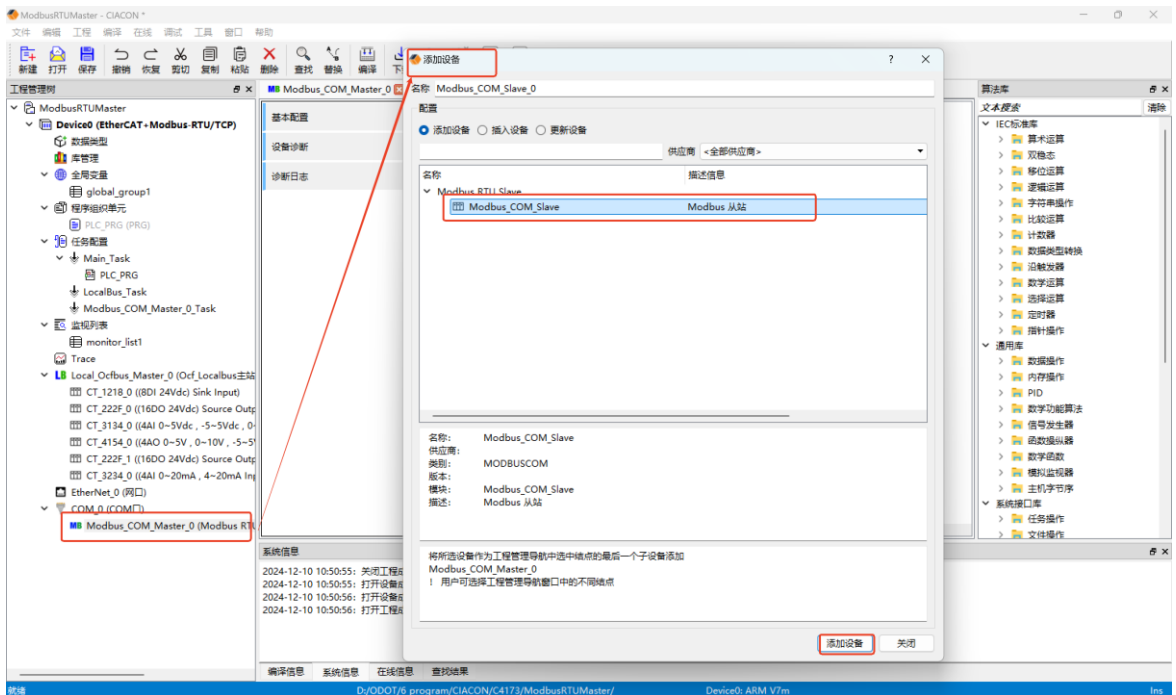 ModbusRTUMaster - CIACON *
文件 编辑 工程 编译 在线 调试 工具 窗口 帮助
新建 打开 保存 撤销 恢复 剪切 复制 粘贴 删除 查找 替换 编译
工程管理树
ModbusRTUMaster
Device0 (EtherCAT+Modbus-RTU/TCP)
数据类型
库管理
全局变量
global_group1
程序组织单元
PLC_PRG (PRG)
任务配置
Main_Task
PLC_PRG
LocalBus_Task
Modbus_COM_Master_0_Task
监视列表
monitor_list1
Trace
Local_Ocfbus_Master_0 (Ocf_Localbus主站
CT_1218_0 ((8DI 24Vdc) Sink Input)
CT_222F_0 ((16DO 24Vdc) Source Outp
CT_3134_0 ((4AI 0~5Vdc , -5~5Vdc , 0-
CT_4154_0 ((4AO 0~5V , 0~10V , -5~5V
CT_222F_1 ((16DO 24Vdc) Source Outp
CT_3234_0 ((4AI 0~20mA , 4~20mA Inp
EtherNet_0 (网口)
COM_0 (COM口)
Modbus_COM_Master_0 (Modbus RTU
MB Modbus_COM_Master_0
基本配置
设备诊断
诊断日志
添加设备
名称 Modbus_COM_Slave_0
配置
添加设备 插入设备 更新设备
供应商 <全部供应商>
名称 描述信息
Modbus RTU Slave
Modbus_COM_Slave Modbus 从站
名称: Modbus_COM_Slave
供应商:
类别: MODBUSCOM
版本:
模块: Modbus_COM_Slave
描述: Modbus 从站
将所选设备作为工程管理导航中选中结点的最后一个子设备添加
Modbus_COM_Master_0
! 用户可选择工程管理导航窗口中的不同结点
添加设备 关闭
系统信息
2024-12-10 10:50:55: 关闭工程
2024-12-10 10:50:55: 打开设备
2024-12-10 10:50:56: 打开设备
2024-12-10 10:50:56: 打开工程
编译信息 系统信息 在线信息 查找结果
算法库
文本搜索 清除
IEC标准库
算术运算
双稳态
移位运算
逻辑运算
字符串操作
比较运算
计数器
数据类型转换
沿触发器
数学运算
选择运算
定时器
指针操作
通用库
数据操作
内存操作
PID
数学功能算法
信号发生器
函数操纵器
数学函数
模拟监视器
主机字节序
系统接口库
任务操作
文件操作
就绪 D:/ODOT/6 program/CIACON/C4173/ModbusRTUMaster/ Device0: ARM V7m Ins